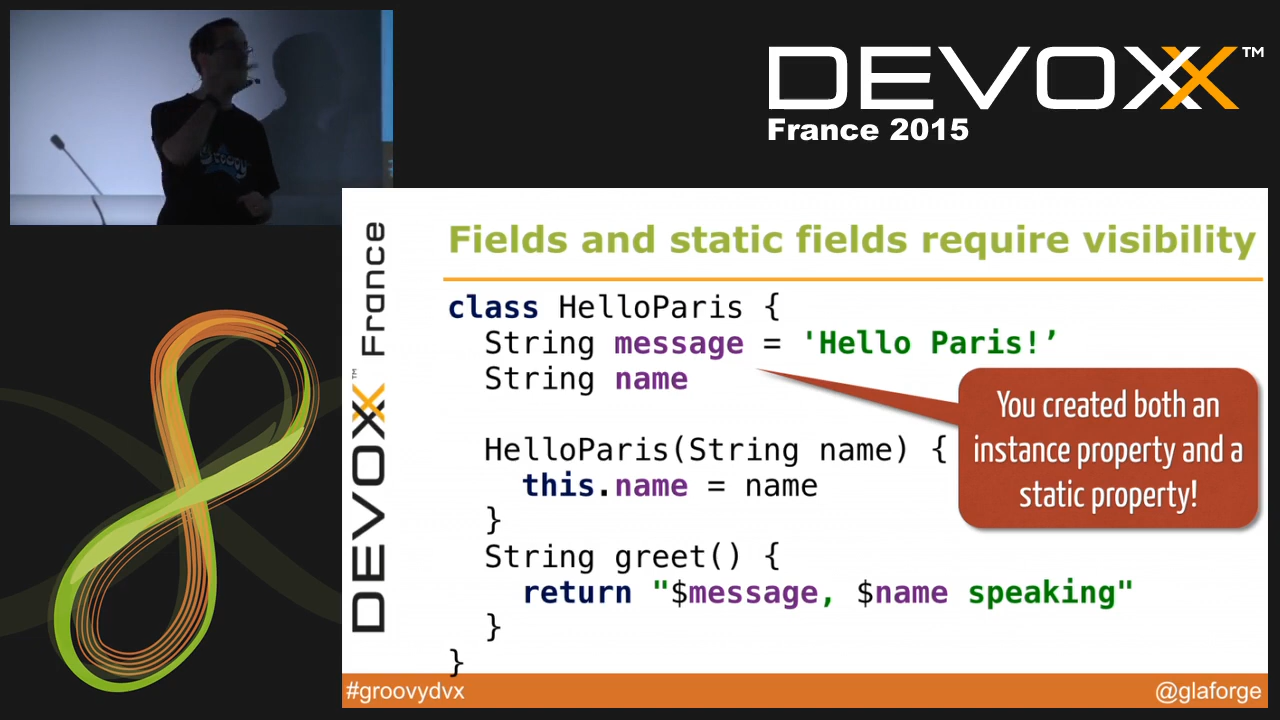 DEVOXX™
France 2015
DEVOXX™ France
Fields and static fields require visibility
class HelloParis {
String message = 'Hello Paris!’
String name
HelloParis(String name) {
this.name = name
}
String greet() {
return "$message, $name speaking"
}
}
You created both an
instance property and a
static property!
#groovydvx
@glaforge